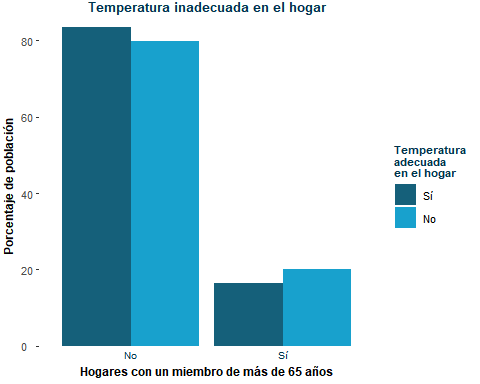 Temperatura inadecuada en el hogar
Porcentaje de población
80
60
40
20
0
No
Sí
Hogares con un miembro de más de 65 años
Temperatura
adecuada
en el hogar
Sí
No